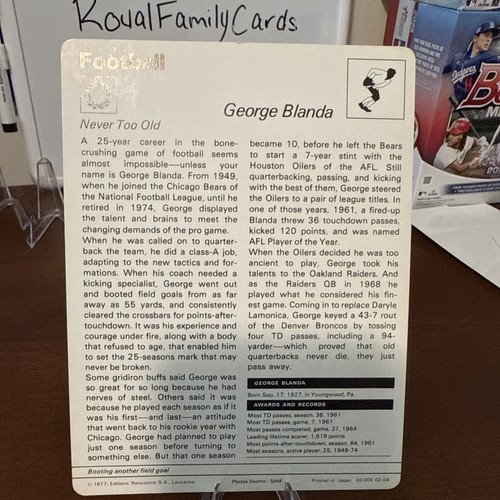 RoyalFamilyCards
Football
George Blanda
Never Too Old
A 25-year career in the bone-
crushing game of football seems
almost impossible—unless your
name is George Blanda. From 1949,
when he joined the Chicago Bears of
the National Football League, until he
retired in 1974, George displayed
the talent and brains to meet the
changing demands of the pro game.
When he was called on to quarter-
back the team, he did a class-A job,
adapting to the new tactics and for-
mations. When his coach needed a
kicking specialist, George went out
and booted field goals from as far
away as 55 yards, and consistently
cleared the crossbars for points-after-
touchdown. It was his experience and
courage under fire, along with a body
that refused to age, that enabled him
to set the 25-seasons mark that may
never be broken.
Some gridiron buffs said George was
so great for so long because he had
nerves of steel. Others said it was
because he played each season as if it
was his first—and last—an attitude
that went back to his rookie year with
Chicago. George had planned to play
just one season before turning to
something else. But that one season
became 10, before he left the Bears
to start a 7-year stint with the
Houston Oilers of the AFL. Still
quarterbacking, passing, and kicking
with the best of them, George steered
the Oilers to a pair of league titles. In
one of those years, 1961, a fired-up
Blanda threw 36 touchdown passes,
kicked 120 points, and was named
AFL Player of the Year.
When the Oilers decided he was too
ancient to play, George took his
talents to the Oakland Raiders. And
as the Raiders QB in 1968 he
played what he considered his fin-
est game. Coming in to replace Daryle
Lamonica, George keyed a 43-7 rout
of the Denver Broncos by tossing
four TD passes, including a 94-
yarder—which proved that old
quarterbacks never die, they just
pass away.
GEORGE BLANDA
Born Sep. 17, 1927, in Youngwood, Pa.
AWARDS AND RECORDS
Most TD passes, season, 36, 1961
Most TD passes, game, 7, 1961
Most passes completed, game, 37, 1964
Leading lifetime scorer, 1,919 points
Most points-after-touchdown, season, 64, 1961
Most seasons, active player, 25, 1949-74
Booting another field goal
© 1977, Editions Rencontre S.A., Lausanne
Photos Duomo - SAM
Printed in Japan
03 005 02-04
Dodgers